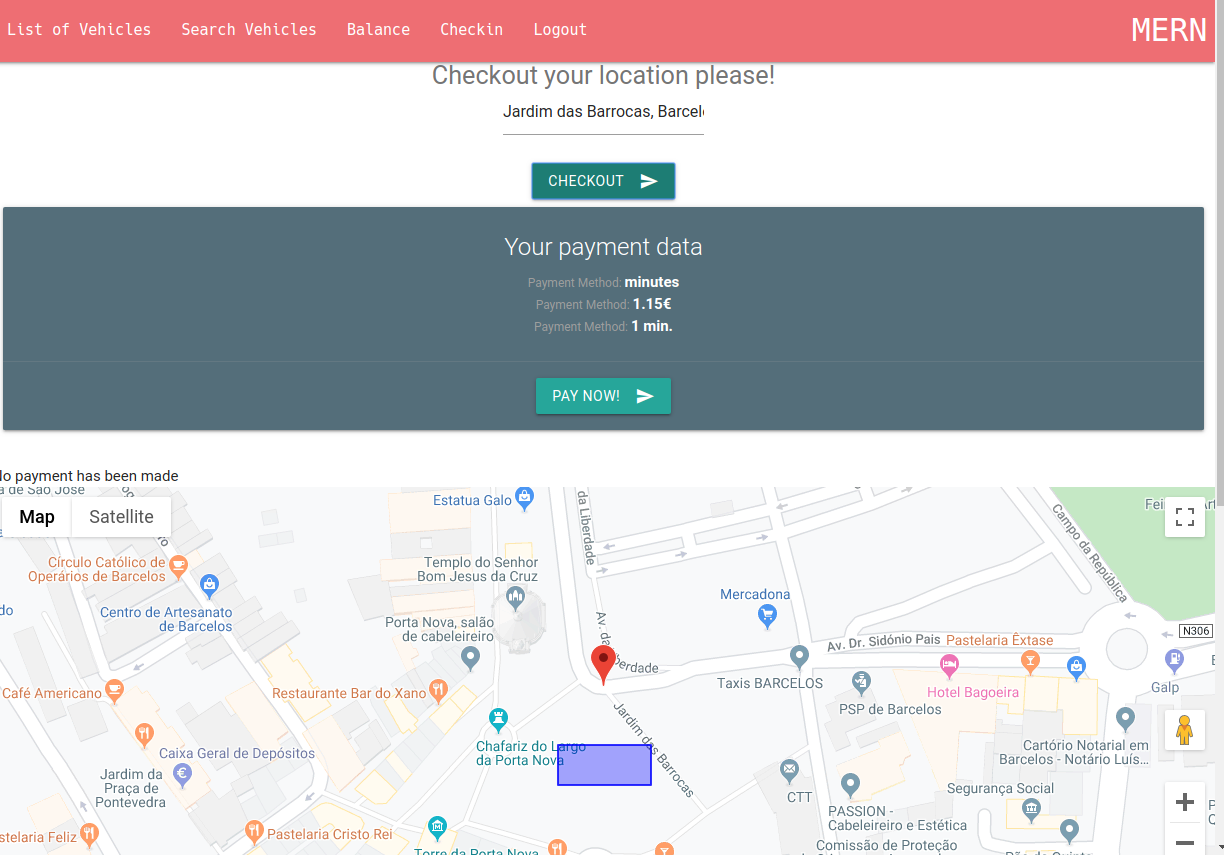 List of Vehicles Search Vehicles Balance Checkin Logout MERN
Checkout your location please!
Jardim das Barrocas, Barcel
CHECKOUT
Your payment data
Payment Method: minutes
Payment Method: 1.15€
Payment Method: 1 min.
PAY NOW!
No payment has been made
a de São José
Map Satellite
Estatua Galo
da Liberdade
Campo da República
Círculo Católico de
Operários de Barcelos
Templo do Senhor
Bom Jesus da Cruz
Centro de Artesanato
de Barcelos
Porta Nova, salão
de cabeleireiro
Mercadona
Av. da Liberdade
N306
Av. Dr. Sidónio Pais
Pastelaria Êxtase
Taxis BARCELOS
Café Americano
Restaurante Bar do Xano
Hotel Bagoeira
Galp
PSP de Barcelos
Jardim das Barrocas
Chafariz do Largo
da Porta Nova
Caixa Geral de Depósitos
Cartório Notarial em
Barcelos - Notário Luís...
Jardim da
Praça de
Pontevedra
CTT
Segurança Social
PASSION -
Cabeleireiro e Estética
stelaria Feliz
Pastelaria Cristo Rei
Comissão de Proteção
Torre da Porta Nova